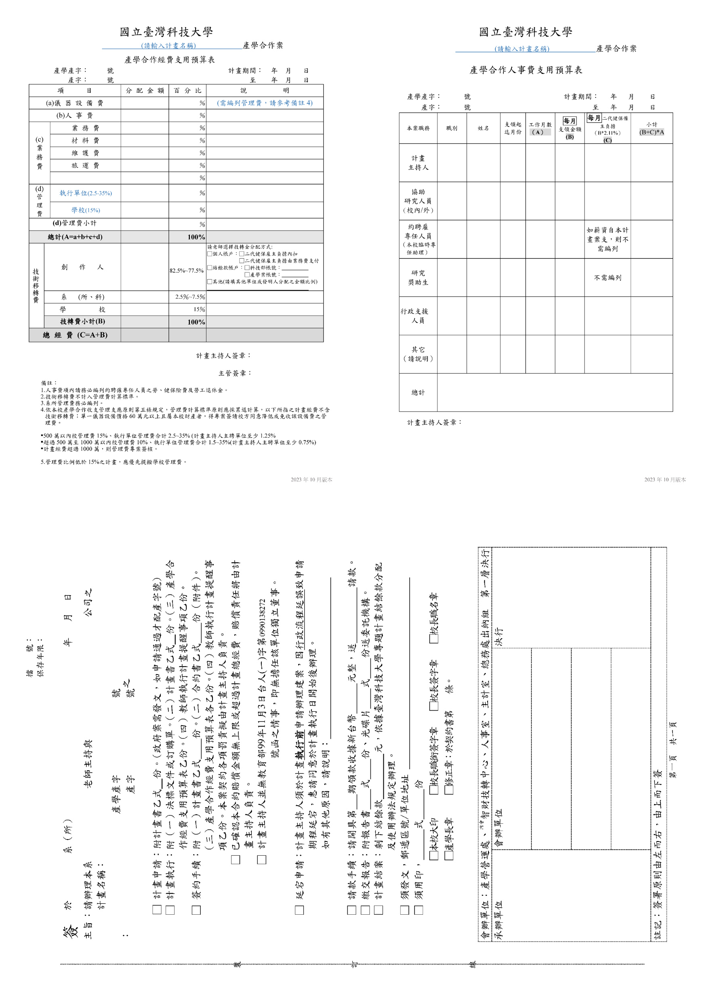 國立臺灣科技大學
(請輸入計畫名稱) 產學合作案
產學合作經費支用預算表
產學產字： 號 計畫期間： 年 月 日
產字： 號 至 年 月 日
項 目 分配金額 百分比 說 明
(a)儀器設備費 % (需編列管理費，請參考備註 4)
(b)人事費 %
(c)業務費
業務費 %
材料費 %
維護費 %
旅運費 %
%
(d)管理費
執行單位(2.5-35%) %
學校(15%) %
(d)管理費小計 %
總計(A=a+b+c+d) 100%
技術移轉費
創作人 82.5%~77.5%
請老師選擇技轉金分配方式:
□個人帳戶：□二代健保雇主負擔內扣
□二代健保雇主負擔由業務費支付
□結餘款帳戶：□科技部帳號：
□產學案帳號：
□其他(請填其他單位或發明人分配之金額比例)
系 (所、科) 2.5%~7.5%
學 校 15%
技轉費小計(B) 100%
總 經 費 (C=A+B)
計畫主持人簽章：
主管簽章：
備註：
1.人事費項內請務必編列約聘僱專任人員之勞、健保險費及勞工退休金。
2.技術移轉費不計入管理費計算標準。
3.系所管理費務必編列。
4.依本校產學合作收支管理支應原則第五條規定，管理費計算標準原則應採累退計算，以下所指之計畫經費不含
技術移轉費；單一儀器設備價格 60 萬元以上且屬本校財產者，得專案簽請校方同意降低或免收該設備費之管
理費。
▪500 萬以內校管理費 15%、執行單位管理費合計 2.5~35% (計畫主持人主聘單位至少 1.25%
▪超過 500 萬至 1000 萬以內校管理費 10%、執行單位管理費合計 1.5~35%(計畫主持人主聘單位至少 0.75%)
▪計畫經費超過 1000 萬，則管理費專案簽核。
5.管理費比例低於 15%之計畫，應優先提撥學校管理費。
2023 年 10 月版本
國立臺灣科技大學
(請輸入計畫名稱) 產學合作案
產學合作人事費支用預算表
產學產字： 號 計畫期間： 年 月 日
產字： 號 至 年 月 日
本案職務 職別 姓名 支領起迄月份 工作月數（A） 每月支領金額(B) 每月二代健保僱主負擔（B*2.11%）(C) 小計(B+C)*A
計畫
主持人
協助
研究人員
（校內/外）
約聘雇
專任人員
（本校臨時專
任助理）
如薪資自本計
畫案支，則不
需編列
研究
獎助生
不需編列
行政支援
人員
其它
（請說明）
總計
計畫主持人簽章：
2023 年 10 月版本
檔 號：
保存年限：
簽 於 系（所） 年 月 日
主旨：請辦理本系 老師主持與 公司之
計畫名稱：
產學產字 號
： 產字 號之
□ 計畫申請：附計畫書乙式__份。(政府案需發文，如申請通過才配產字號)
□ 計畫執行：附（一）決標文件或訂購單。(二）計畫書乙式__份。(三）產學合
作經費支用預算表乙份。(四）教師執行計畫提醒事項乙份。
□ 簽約手續：附（一）計畫書乙式____份。(二）合約書乙式____份（附件）。
（三）產學合作經費支用預算表各乙份。(四）教師執行計畫提醒事
項乙份。本案契約各項罰責擬由計畫主持人負責。
□ 已確認本合約賠償金額無上限或超過計畫總經費，賠償責任將由計
畫主持人負責。
□ 計畫主持人並無教育部99年11月3日台人(一)字第0990138272
號函之情事，即無擔任該單位獨立董事。
□ 延宕申請：計畫主持人須於計畫執行前申請辦理建案，因行政流程延誤致申請
期程延宕，惠請同意於計畫執行日開始後辦理。
如有其他原因，請說明：
□ 請款手續：請開具第___期領款收據新台幣________元整，送________請款。
□ 繳交報告：附報告書____式____份、光碟片____式____份送委託機構。
□ 計畫結案：剩下結餘款________元，依據臺灣科技大學專題計畫結餘款分配
及使用辦法規定辦理。
□ 須發文，郵遞區號/單位地址
□ 須用印，______式______份
□本校大印 □校長職銜簽字章 □校長簽字章 □校長職名章
□產學長章 □修正章：於契約書第 條。
會辦單位：產學營運處、智財技轉中心、人事室、主計室、總務處出納組 第一層決行
承辦單位 會辦單位 決行
註記：簽署原則由左而右，由上而下簽
第一頁 共一頁
裝 訂 線